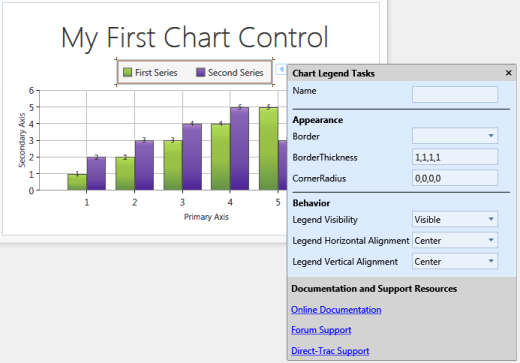 My First Chart Control
First Series Second Series
Chart Legend Tasks ×
Name
Appearance
Border
BorderThickness 1,1,1,1
CornerRadius 0,0,0,0
Behavior
Legend Visibility Visible
Legend Horizontal Alignment Center
Legend Vertical Alignment Center
Documentation and Support Resources
Online Documentation
Forum Support
Direct-Trac Support
Secondary Axis
6
5
4
3
2
1
0
1 2 2 3 3 4 4 5 5
1 2 3 4 5
Primary Axis